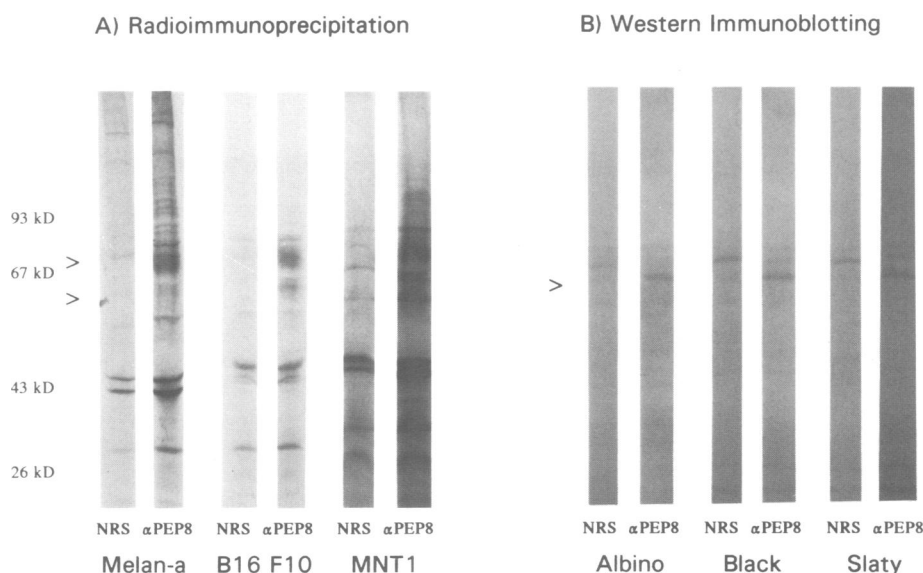 A) Radioimmunoprecipitation
B) Western Immunoblotting
93 kD
>
67 kD
>
>
43 kD
26 kD
NRS αPEP8 NRS αPEP8 NRS αPEP8
NRS αPEP8 NRS αPEP8 NRS αPEP8
Melan-a B16 F10 MNT1
Albino Black Slaty